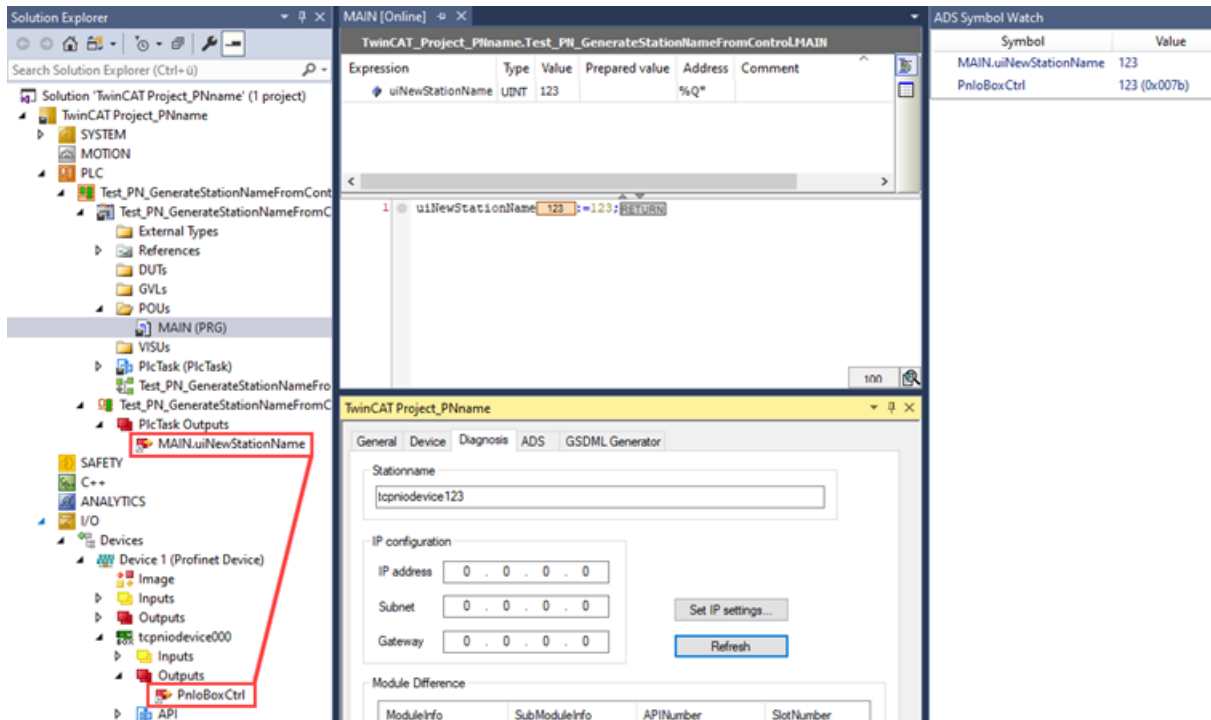 Solution Explorer
Search Solution Explorer (Ctrl+ü)
Solution 'TwinCAT Project_PNname' (1 project)
TwinCAT Project_PNname
SYSTEM
MOTION
PLC
Test_PN_GenerateStationNameFromCont
Test_PN_GenerateStationNameFromC
External Types
References
DUTs
GVLs
POUs
MAIN (PRG)
VISUs
PlcTask (PlcTask)
Test_PN_GenerateStationNameFro
Test_PN_GenerateStationNameFromC
PlcTask Outputs
MAIN.uiNewStationName
SAFETY
C++
ANALYTICS
I/O
Devices
Device 1 (Profinet Device)
Image
Inputs
Outputs
tcpniodevice000
Inputs
Outputs
PnIoBoxCtrl
API
MAIN [Online]
TwinCAT_Project_PNname.Test_PN_GenerateStationNameFromControl.MAIN
Expression Type Value Prepared value Address Comment
uiNewStationName UINT 123 %Q*
1 uiNewStationName 123 :=123; RETURN
100
TwinCAT Project_PNname
General Device Diagnosis ADS GSDML Generator
Stationname
tcpniodevice123
IP configuration
IP address 0 . 0 . 0 . 0
Subnet 0 . 0 . 0 . 0
Set IP settings...
Gateway 0 . 0 . 0 . 0
Refresh
Module Difference
ModuleInfo SubModuleInfo APINumber SlotNumber
ADS Symbol Watch
Symbol Value
MAIN.uiNewStationName 123
PnIoBoxCtrl 123 (0x007b)